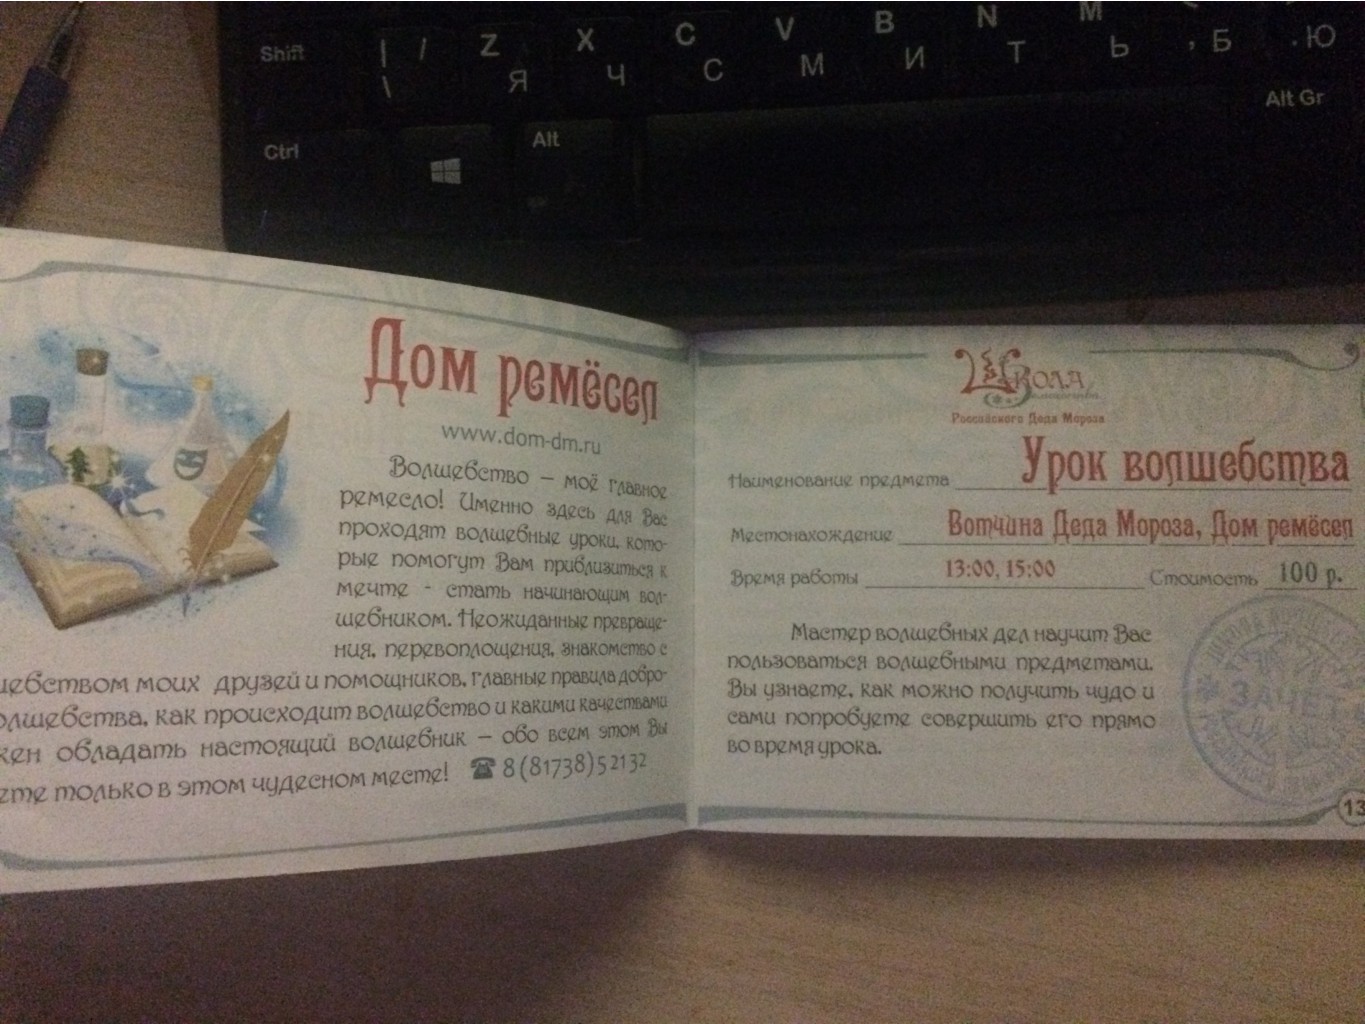 Shift
| /
\
Z Я
X Ч
C С
V М
B И
N Т
M Ь
, Б
. Ю
Ctrl
Alt
Alt Gr
Дом ремёсел
www.dom-dm.ru
Волшебство – моё главное
ремесло! Именно здесь для Вас
проходят волшебные уроки, кото-
рые помогут Вам приблизиться к
мечте - стать начинающим вол-
шебником. Неожиданные превраще-
ния, перевоплощения, знакомство с
шебством моих друзей и помощников, главные правила добро-
олшебства, как происходит волшебство и какими качествами
жен обладать настоящий волшебник – обо всем этом Вы
ете только в этом чудесном месте! ☎ 8(81738)52132
Школа
волшебства
Российского Деда Мороза
Наименование предмета Урок волшебства
Местонахождение Вотчина Деда Мороза, Дом ремёсел
Время работы 13:00, 15:00 Стоимость 100 р.
Мастер волшебных дел научит Вас
пользоваться волшебными предметами.
Вы узнаете, как можно получить чудо и
сами попробуете совершить его прямо
во время урока.
ЗАЧЕТ
13